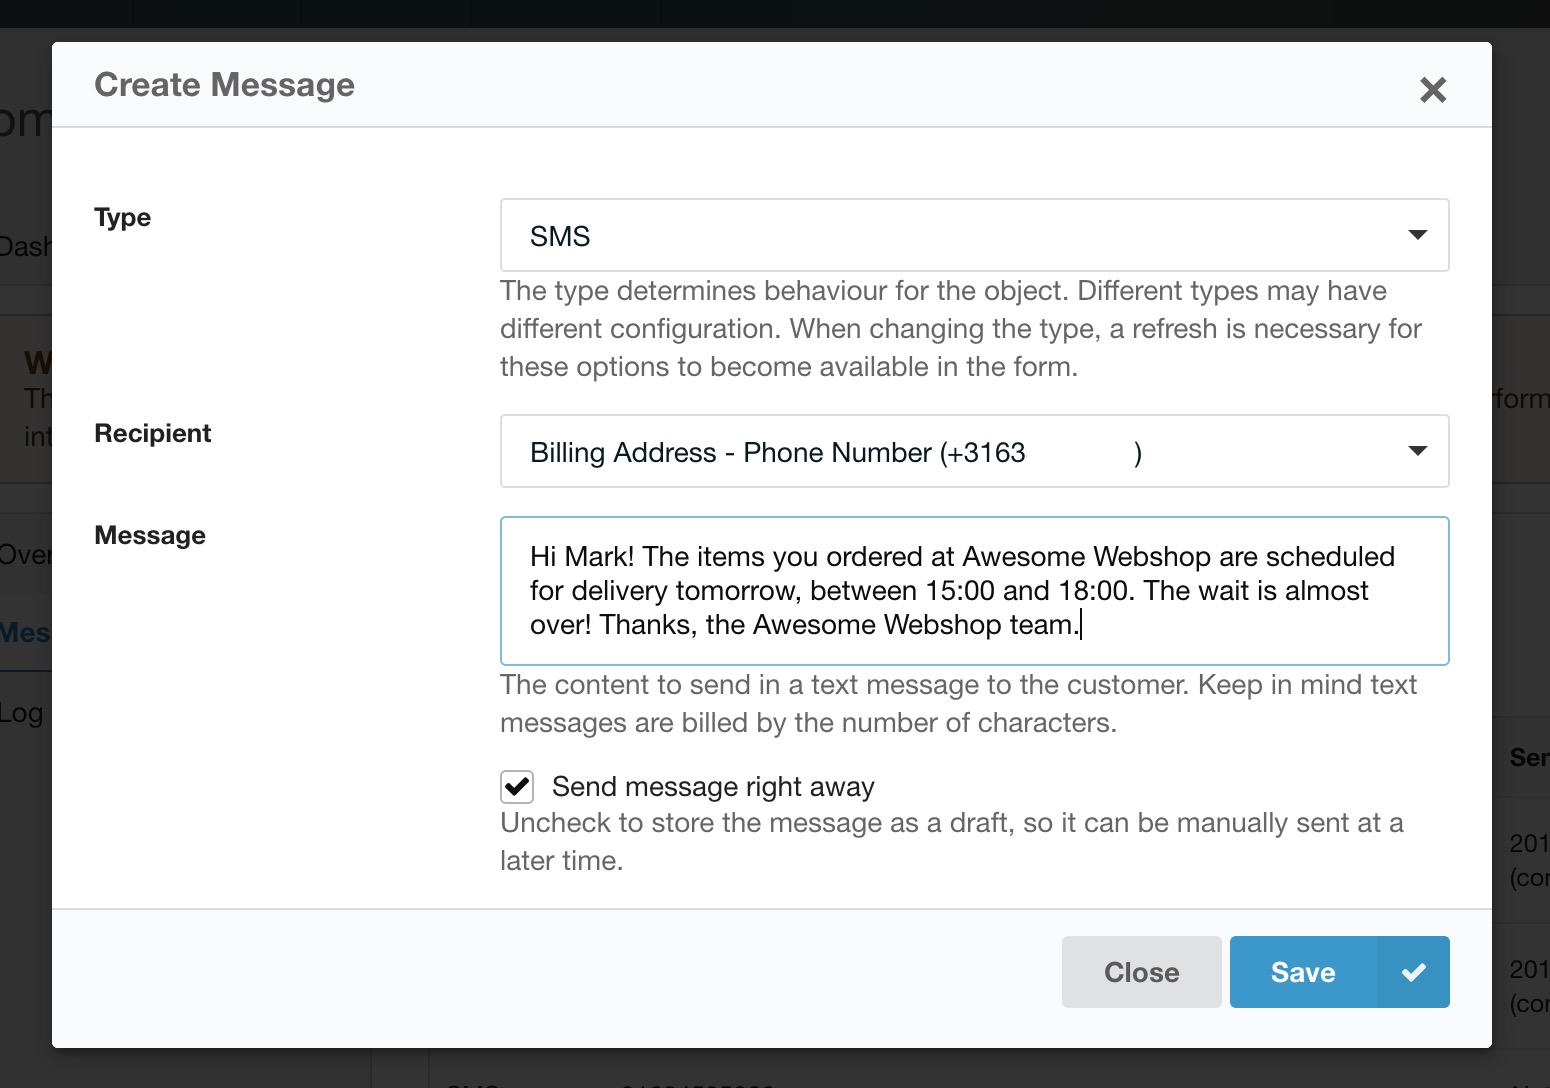 Create Message
Type
SMS
The type determines behaviour for the object. Different types may have
different configuration. When changing the type, a refresh is necessary for
these options to become available in the form.
Recipient
Billing Address - Phone Number (+3163 )
Message
Hi Mark! The items you ordered at Awesome Webshop are scheduled
for delivery tomorrow, between 15:00 and 18:00. The wait is almost
over! Thanks, the Awesome Webshop team.
The content to send in a text message to the customer. Keep in mind text
messages are billed by the number of characters.
Send message right away
Uncheck to store the message as a draft, so it can be manually sent at a
later time.
Close
Save
Log